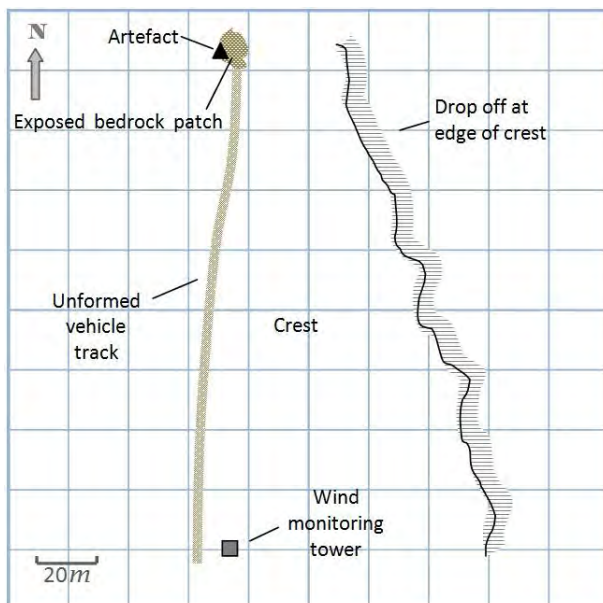 N
Artefact
Exposed bedrock patch
Drop off at
edge of crest
Unformed
vehicle
track
Crest
Wind
monitoring
tower
20m